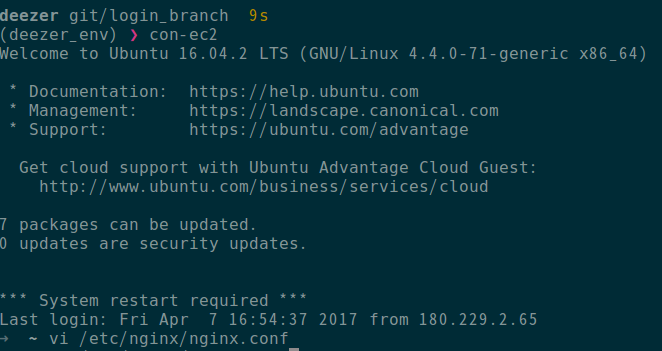 deezer git/login_branch  9s
(deezer_env) ❯ con-ec2
Welcome to Ubuntu 16.04.2 LTS (GNU/Linux 4.4.0-71-generic x86_64)
 * Documentation:  https://help.ubuntu.com
 * Management:     https://landscape.canonical.com
 * Support:        https://ubuntu.com/advantage
  Get cloud support with Ubuntu Advantage Cloud Guest:
    http://www.ubuntu.com/business/services/cloud
7 packages can be updated.
0 updates are security updates.
*** System restart required ***
Last login: Fri Apr  7 16:54:37 2017 from 180.229.2.65
➜  ~ vi /etc/nginx/nginx.conf